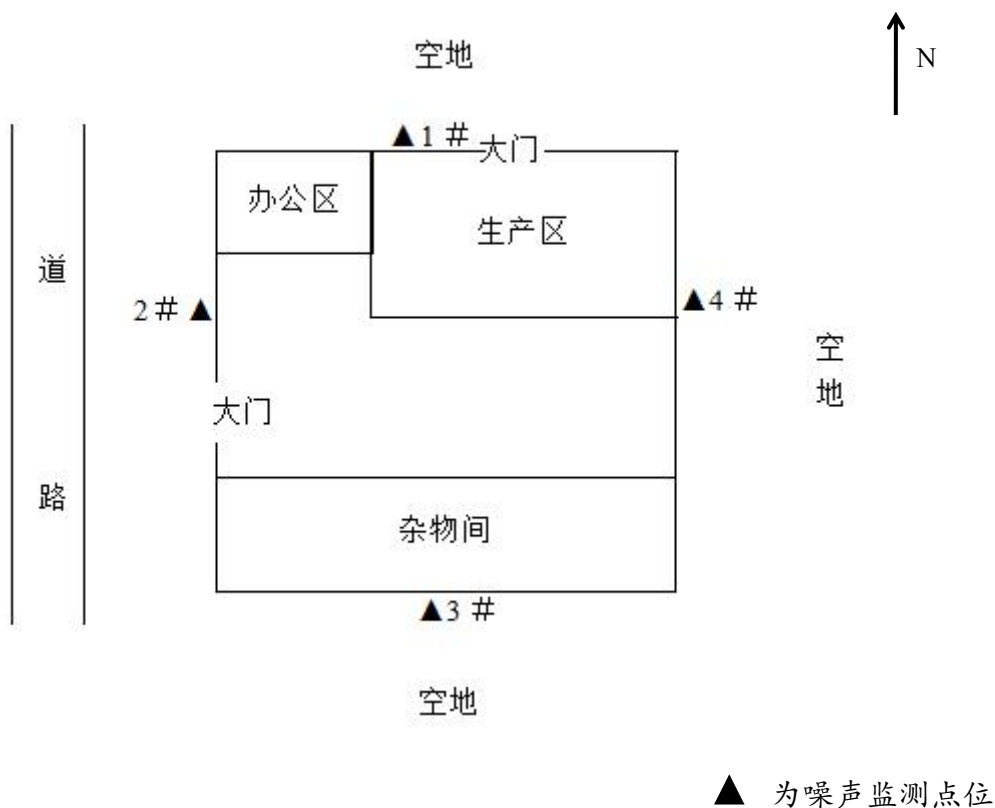 空地
N
▲1#
大门
办公区
生产区
道路
2#▲
▲4#
空地
大门
杂物间
▲3#
空地
▲ 为噪声监测点位